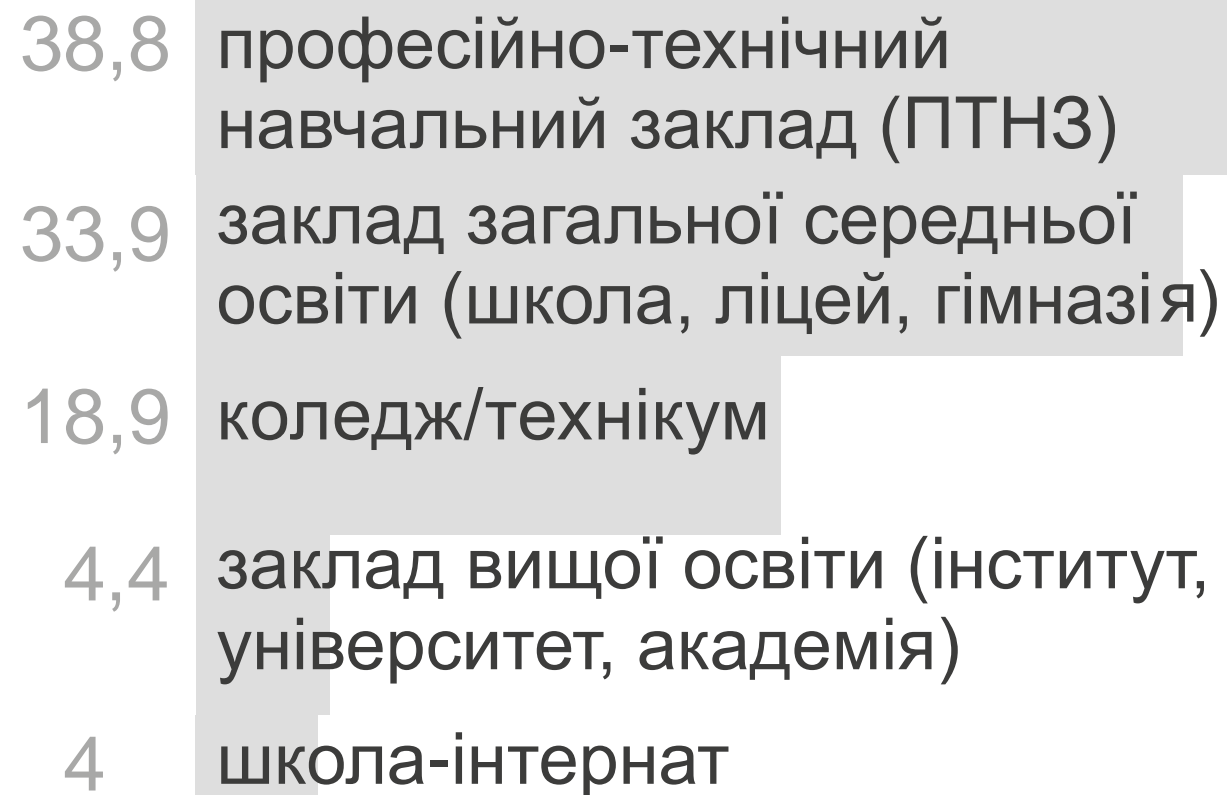 38,8 професійно-технічний
навчальний заклад (ПТНЗ)
33,9 заклад загальної середньої
освіти (школа, ліцей, гімназія)
18,9 коледж/технікум
4,4 заклад вищої освіти (інститут,
університет, академія)
4 школа-інтернат